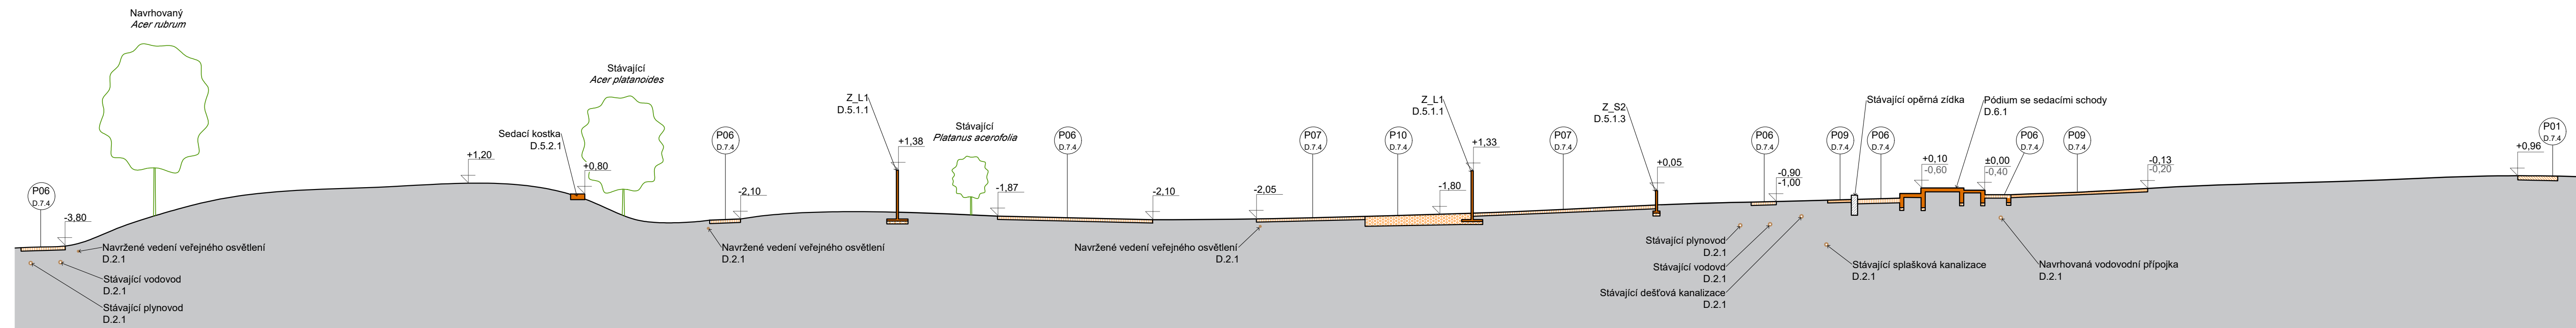 Navrhovaný
Acer rubrum
Stávající
Acer platanoides
Sedací kostka
D.5.2.1
Z_L1
D.5.1.1
Stávající
Platanus acerofolia
Z_L1
D.5.1.1
Z_S2
D.5.1.3
Stávající opěrná zídka
Pódium se sedacími schody
D.6.1
P06
D.7.4
P06
D.7.4
P06
D.7.4
P07
D.7.4
P10
D.7.4
P07
D.7.4
P06
D.7.4
P09
D.7.4
P06
D.7.4
P06
D.7.4
P09
D.7.4
P01
D.7.4
-3,80
+1,20
+0,80
-2,10
+1,38
-1,87
-2,10
-2,05
-1,80
+1,33
+0,05
-0,90
-1,00
+0,10
-0,60
±0,00
-0,40
-0,13
-0,20
+0,96
Navržené vedení veřejného osvětlení
D.2.1
Stávající vodovod
D.2.1
Stávající plynovod
D.2.1
Navržené vedení veřejného osvětlení
D.2.1
Navržené vedení veřejného osvětlení
D.2.1
Stávající plynovod
D.2.1
Stávající vodovd
D.2.1
Stávající dešťová kanalizace
D.2.1
Stávající splašková kanalizace
D.2.1
Navrhovaná vodovodní přípojka
D.2.1